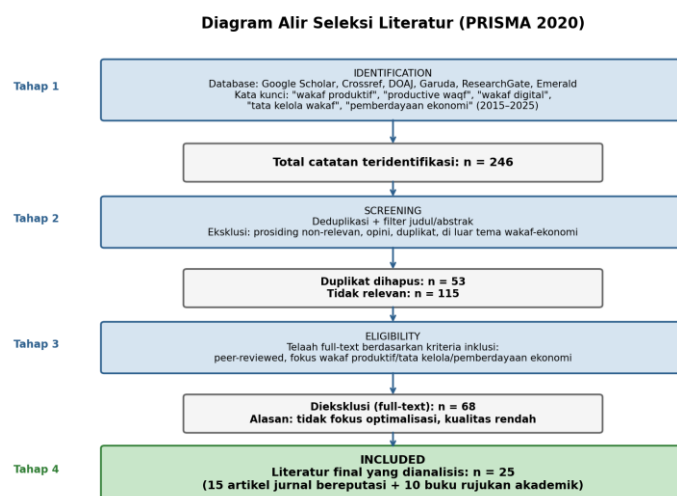 Diagram Alir Seleksi Literatur (PRISMA 2020)
Tahap 1
IDENTIFICATION
Database: Google Scholar, Crossref, DOAJ, Garuda, ResearchGate, Emerald
Kata kunci: "wakaf produktif", "productive waqf", "wakaf digital",
"tata kelola wakaf", "pemberdayaan ekonomi" (2015–2025)
Total catatan teridentifikasi: n = 246
Tahap 2
SCREENING
Deduplikasi + filter judul/abstrak
Eksklusi: prosiding non-relevan, opini, duplikat, di luar tema wakaf-ekonomi
Duplikat dihapus: n = 53
Tidak relevan: n = 115
Tahap 3
ELIGIBILITY
Telaah full-text berdasarkan kriteria inklusi:
peer-reviewed, fokus wakaf produktif/tata kelola/pemberdayaan ekonomi
Dieksklusi (full-text): n = 68
Alasan: tidak fokus optimalisasi, kualitas rendah
Tahap 4
INCLUDED
Literatur final yang dianalisis: n = 25
(15 artikel jurnal bereputasi + 10 buku rujukan akademik)